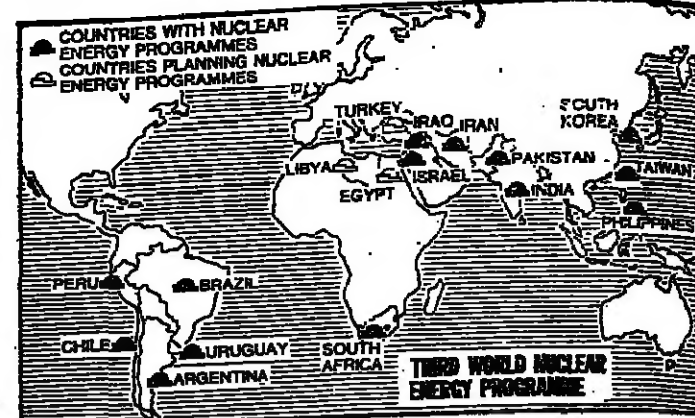 COUNTRIES WITH NUCLEAR
ENERGY PROGRAMMES
COUNTRIES PLANNING NUCLEAR
ENERGY PROGRAMMES
TURKEY
IRAQ
IRAN
SOUTH
KOREA
LIBYA
EGYPT
ISRAEL
PAKISTAN
INDIA
TAIWAN
PHILIPPINES
PERU
BRAZIL
CHILE
URUGUAY
ARGENTINA
SOUTH
AFRICA
THIRD WORLD NUCLEAR
ENERGY PROGRAMME